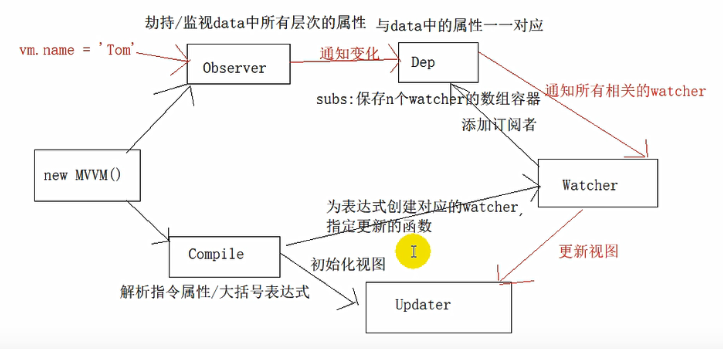 劫持/监视data中所有层次的属性
与data中的属性一一对应
vm.name = 'Tom'
Observer
通知变化
Dep
subs:保存n个watcher的数组容器
通知所有相关的watcher
添加订阅者
new MVVM()
Watcher
为表达式创建对应的watcher,
指定更新的函数
Compile
初始化视图
更新视图
解析指令属性/大括号表达式
Updater